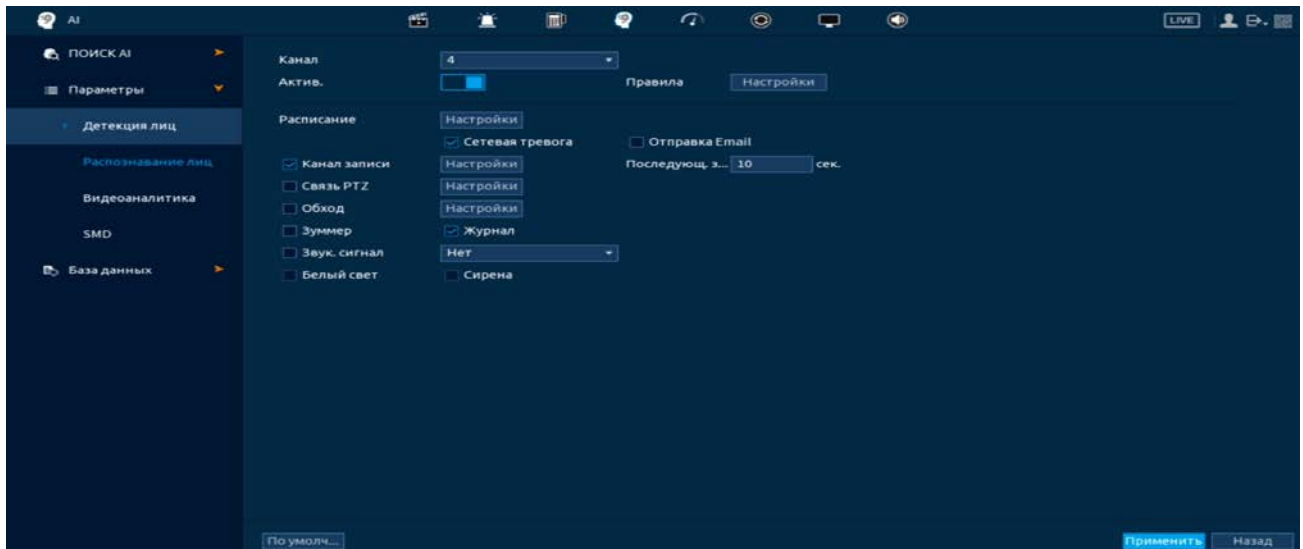 AI
LIVE
ПОИСК AI
Параметры
Детекция лиц
Распознавание лиц
Видеоаналитика
SMD
База данных
Канал 4
Актив. Правила Настройки
Расписание Настройки
Сетевая тревога Отправка Email
Канал записи Настройки Последующ. з... 10 сек.
Связь PTZ Настройки
Обход Настройки
Зуммер Журнал
Звук. сигнал Нет
Белый свет Сирена
По умолч... Применить Назад